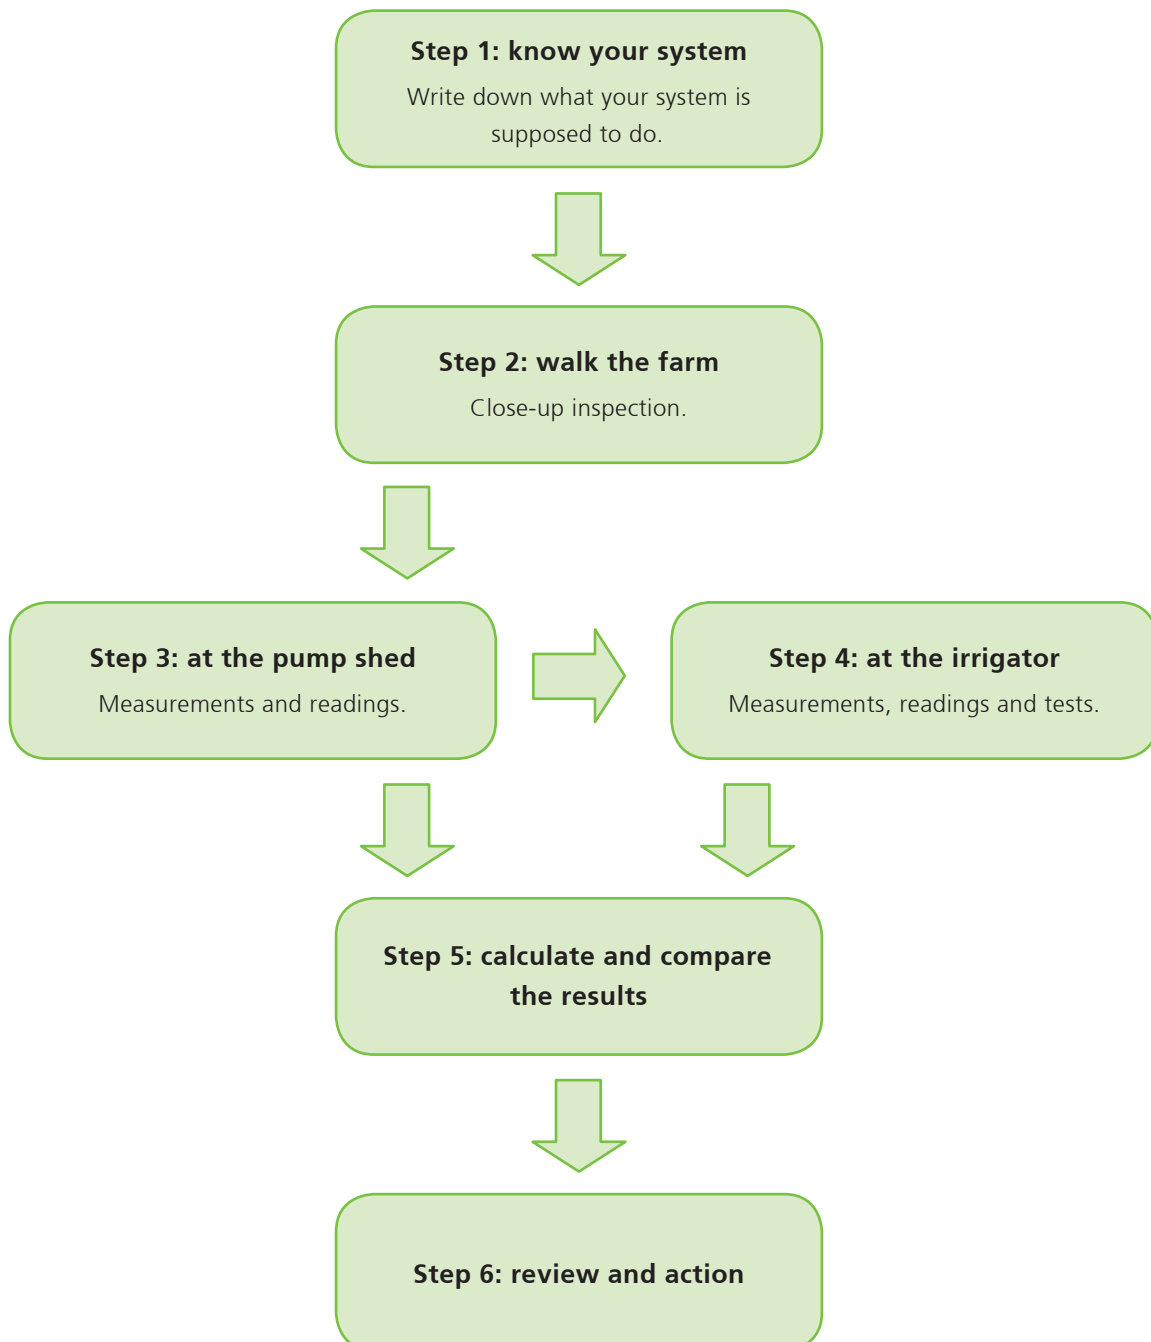 Step 1: know your system
Write down what your system is
supposed to do.
Step 2: walk the farm
Close-up inspection.
Step 3: at the pump shed
Measurements and readings.
Step 4: at the irrigator
Measurements, readings and tests.
Step 5: calculate and compare
the results
Step 6: review and action